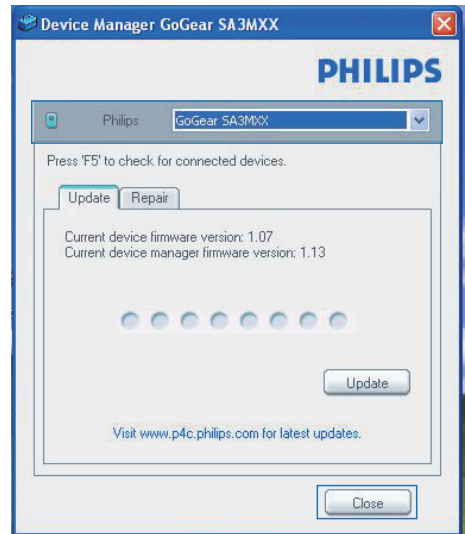 Device Manager GoGear SA3MXX
PHILIPS
Philips GoGear SA3MXX
Press 'F5' to check for connected devices.
Update Repair
Current device firmware version: 1.07
Current device manager firmware version: 1.13
Update
Visit www.p4c.philips.com for latest updates.
Close